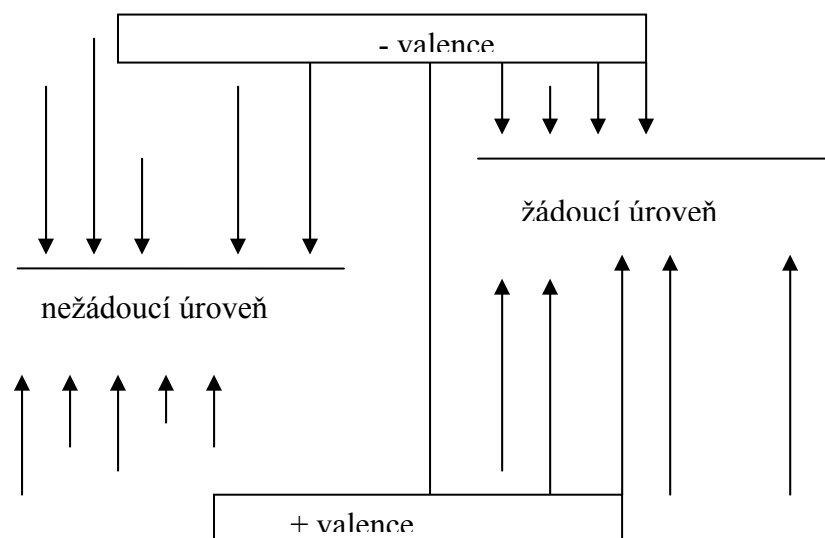 - valence
žádoucí úroveň
nežádoucí úroveň
+ valence